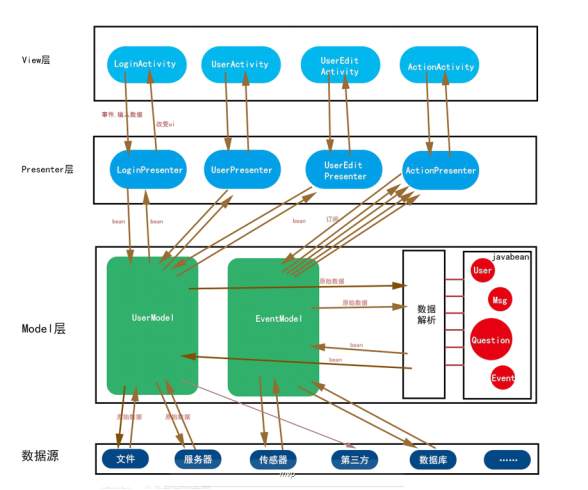 View层
LoginActivity
UserActivity
UserEdit
Activity
ActionActivity
事件,输入数据
改变ui
Presenter层
LoginPresenter
UserPresenter
UserEdit
Presenter
ActionPresenter
bean
bean
bean
订阅
Model层
UserModel
EventModel
原始数据
原始数据
bean
bean
数据
解析
javabean
User
Msg
Question
Event
原始数据
原始数据
数据源
文件
服务器
传感器
第三方
数据库
......
mvp